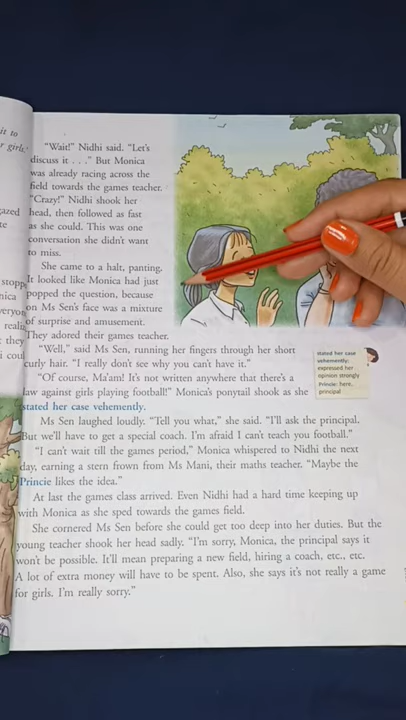 it to
r girls.'
gazed
te
stopp
nica
veryon
realiz
they
i coul
"Wait!" Nidhi said. "Let's
discuss it . . ." But Monica
was already racing across the
field towards the games teacher.
"Crazy!" Nidhi shook her
head, then followed as fast
as she could. This was one
conversation she didn't want
to miss.
She came to a halt, panting.
It looked like Monica had just
popped the question, because
on Ms Sen's face was a mixture
of surprise and amusement.
They adored their games teacher.
"Well," said Ms Sen, running her fingers through her short
curly hair. "I really don't see why you can't have it."
"Of course, Ma'am! It's not written anywhere that there's a
law against girls playing football!" Monica's ponytail shook as she
stated her case vehemently.
stated her case
vehemently:
expressed her
opinion strongly
Princie: here,
principal
Ms Sen laughed loudly. "Tell you what," she said. "I'll ask the principal.
But we'll have to get a special coach. I'm afraid I can't teach you football."
"I can't wait till the games period," Monica whispered to Nidhi the next
day, earning a stern frown from Ms Mani, their maths teacher. "Maybe the
Princie likes the idea."
At last the games class arrived. Even Nidhi had a hard time keeping up
with Monica as she sped towards the games field.
She cornered Ms Sen before she could get too deep into her duties. But the
young teacher shook her head sadly. "I'm sorry, Monica, the principal says it
won't be possible. It'll mean preparing a new field, hiring a coach, etc., etc.
A lot of extra money will have to be spent. Also, she says it's not really a game
for girls. I'm really sorry."